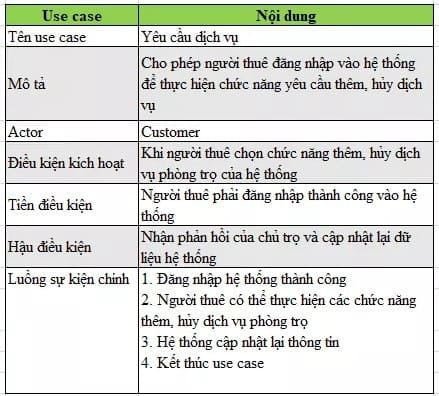 Use case Nội dung
Tên use case Yêu cầu dịch vụ
Mô tả Cho phép người thuê đăng nhập vào hệ thống
để thực hiện chức năng yêu cầu thêm, hủy dịch
vụ
Actor Customer
Điều kiện kích hoạt Khi người thuê chọn chức năng thêm, hủy dịch
vụ phòng trọ của hệ thống
Tiền điều kiện Người thuê phải đăng nhập thành công vào hệ
thống
Hậu điều kiện Nhận phản hồi của chủ trọ và cập nhật lại dữ
liệu hệ thống
Luồng sự kiện chính 1. Đăng nhập hệ thống thành công
2. Người thuê có thể thực hiện các chức năng
thêm, hủy dịch vụ phòng trọ
3. Hệ thống cập nhật lại thông tin
4. Kết thúc use case